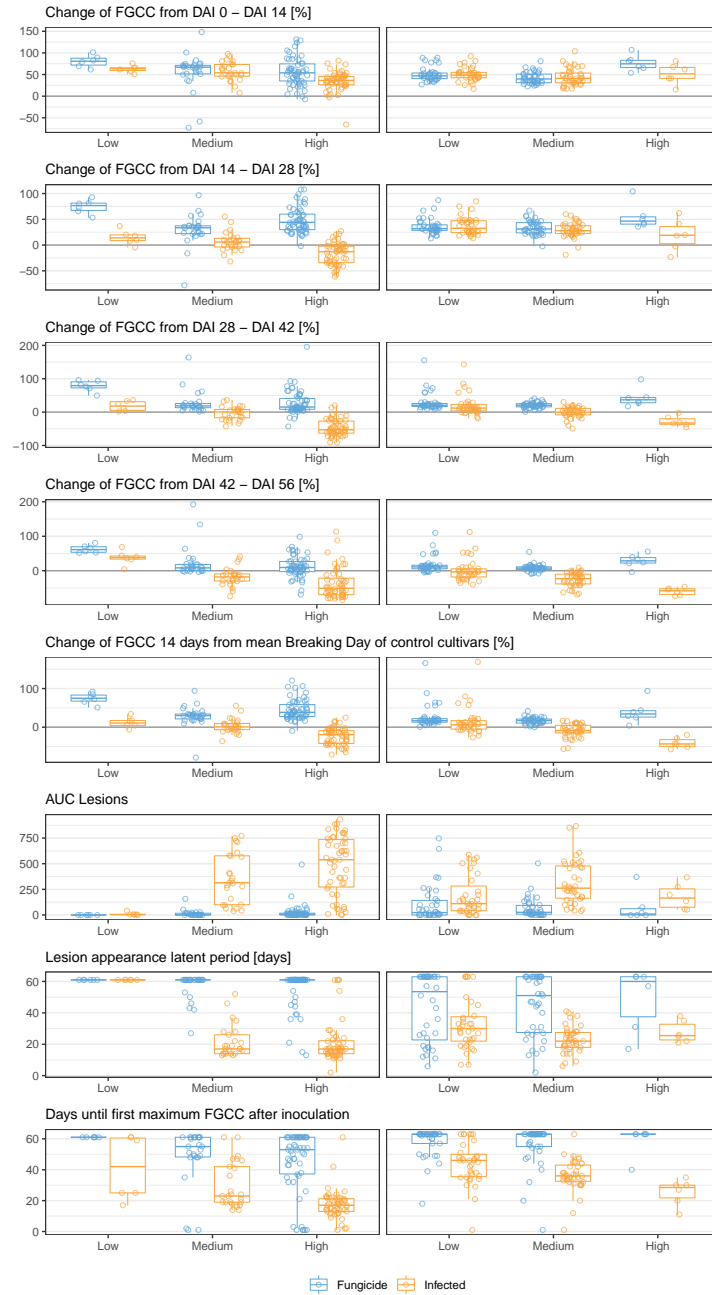 Change of FGCC from DAI 0 − DAI 14 [%]
150
100
50
0
−50
Low Medium High Low Medium High
Change of FGCC from DAI 14 − DAI 28 [%]
100
50
0
−50
Low Medium High Low Medium High
Change of FGCC from DAI 28 − DAI 42 [%]
200
100
0
−100
Low Medium High Low Medium High
Change of FGCC from DAI 42 − DAI 56 [%]
200
100
0
Low Medium High Low Medium High
Change of FGCC 14 days from mean Breaking Day of control cultivars [%]
100
0
Low Medium High Low Medium High
AUC Lesions
750
500
250
0
Low Medium High Low Medium High
Lesion appearance latent period [days]
60
40
20
0
Low Medium High Low Medium High
Days until first maximum FGCC after inoculation
60
40
20
0
Low Medium High Low Medium High
Fungicide Infected